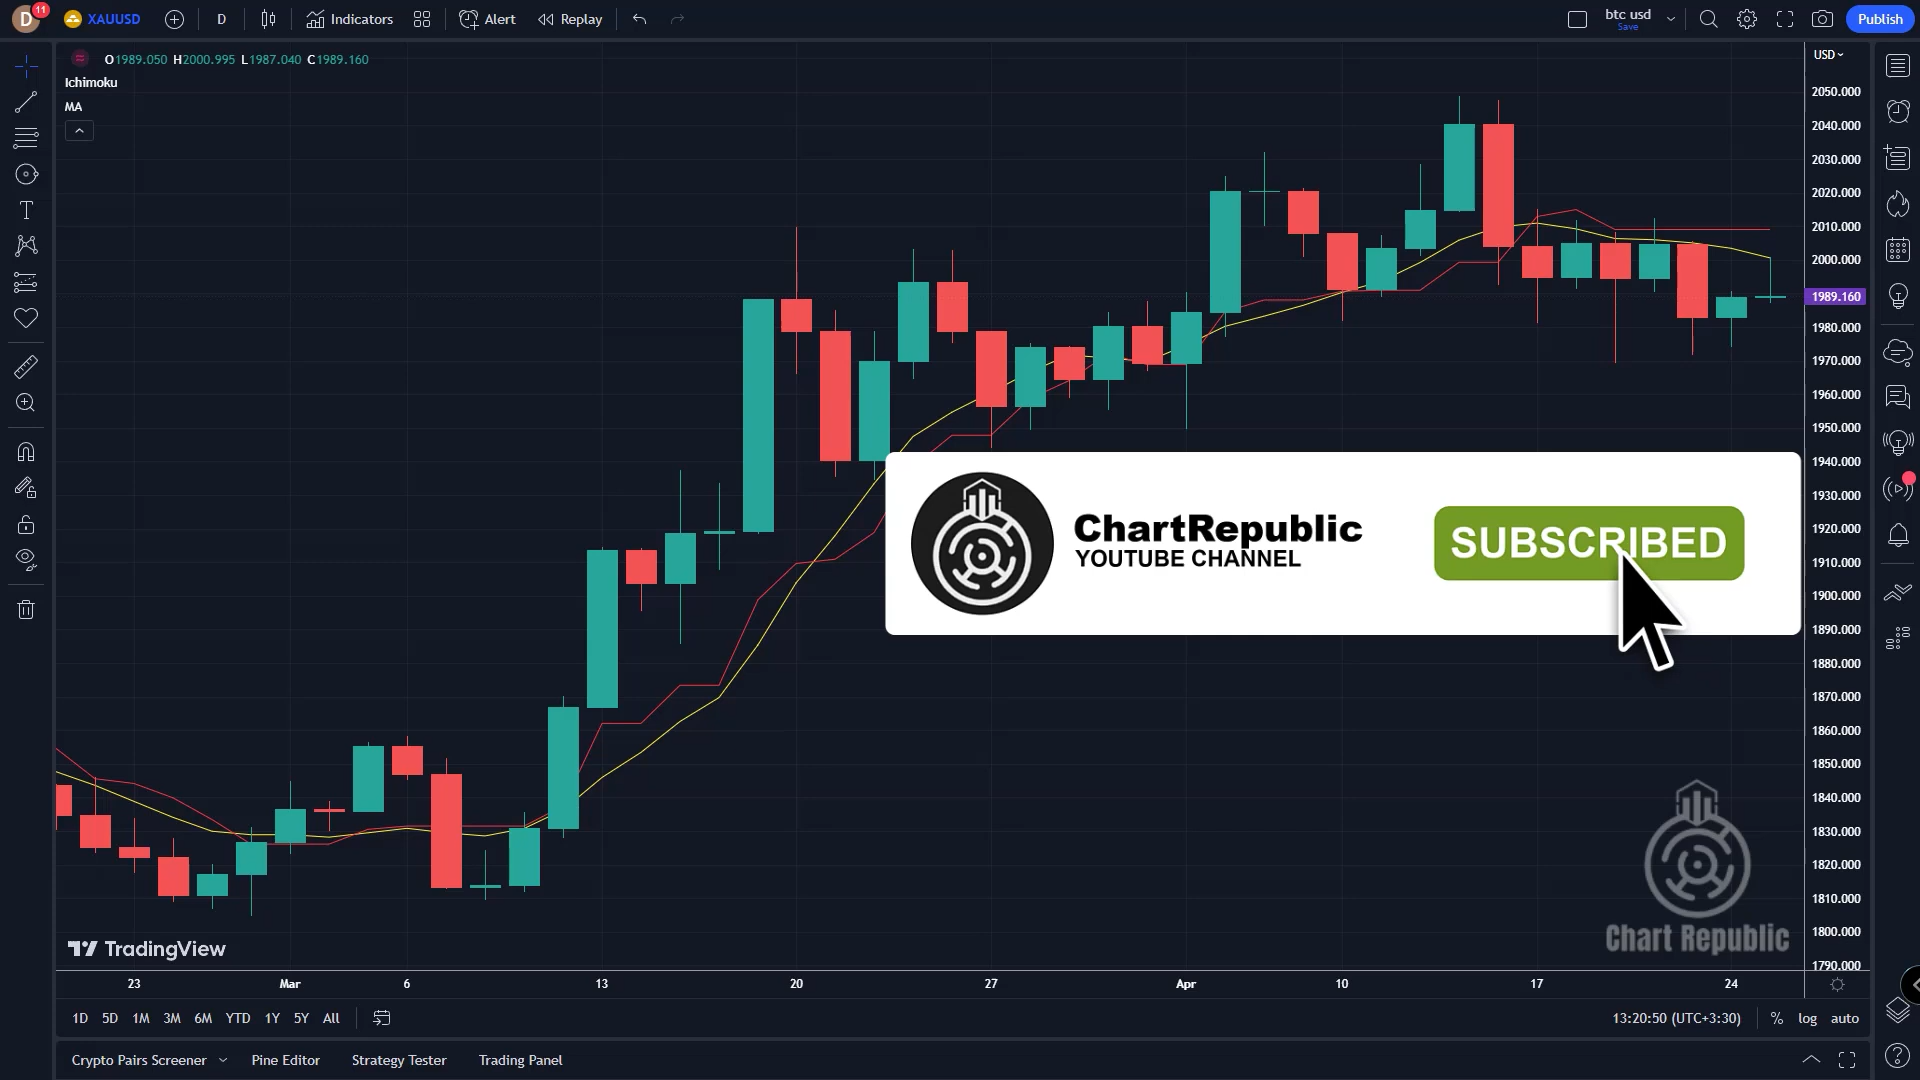 D 11 XAUUSD D Indicators Alert Replay btc usd Save Publish
O1989.050 H2000.995 L1987.040 C1989.160
Ichimoku
MA
USD
2050.000
2040.000
2030.000
2020.000
2010.000
2000.000
1989.160
1980.000
1970.000
1960.000
1950.000
1940.000
1930.000
1920.000
1910.000
1900.000
1890.000
1880.000
1870.000
1860.000
1850.000
1840.000
1830.000
1820.000
1810.000
1800.000
1790.000
ChartRepublic
YOUTUBE CHANNEL
SUBSCRIBED
Chart Republic
TradingView
23 Mar 6 13 20 27 Apr 10 17 24
1D 5D 1M 3M 6M YTD 1Y 5Y All 13:20:50 (UTC+3:30) % log auto
Crypto Pairs Screener Pine Editor Strategy Tester Trading Panel